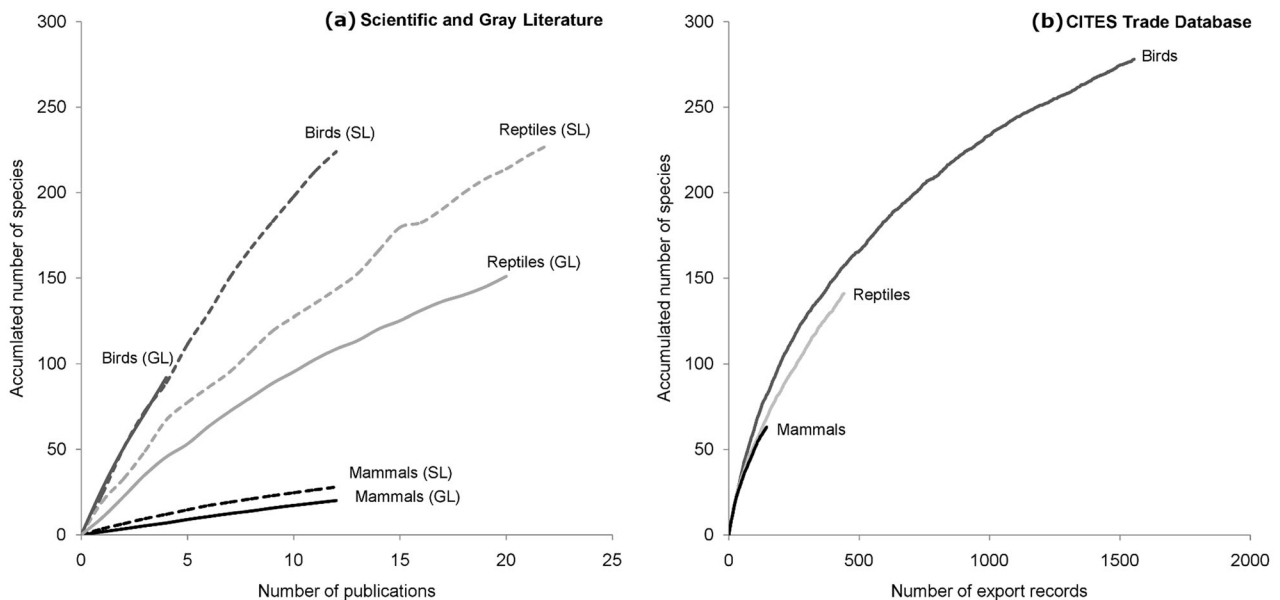 (a) Scientific and Gray Literature
Accumlated number of species
300
250
200
150
100
50
0
Birds (SL)
Reptiles (SL)
Reptiles (GL)
Birds (GL)
Mammals (SL)
Mammals (GL)
0 5 10 15 20 25
Number of publications
(b) CITES Trade Database
Accumulated number of species
300
250
200
150
100
50
0
Birds
Reptiles
Mammals
0 500 1000 1500 2000
Number of export records